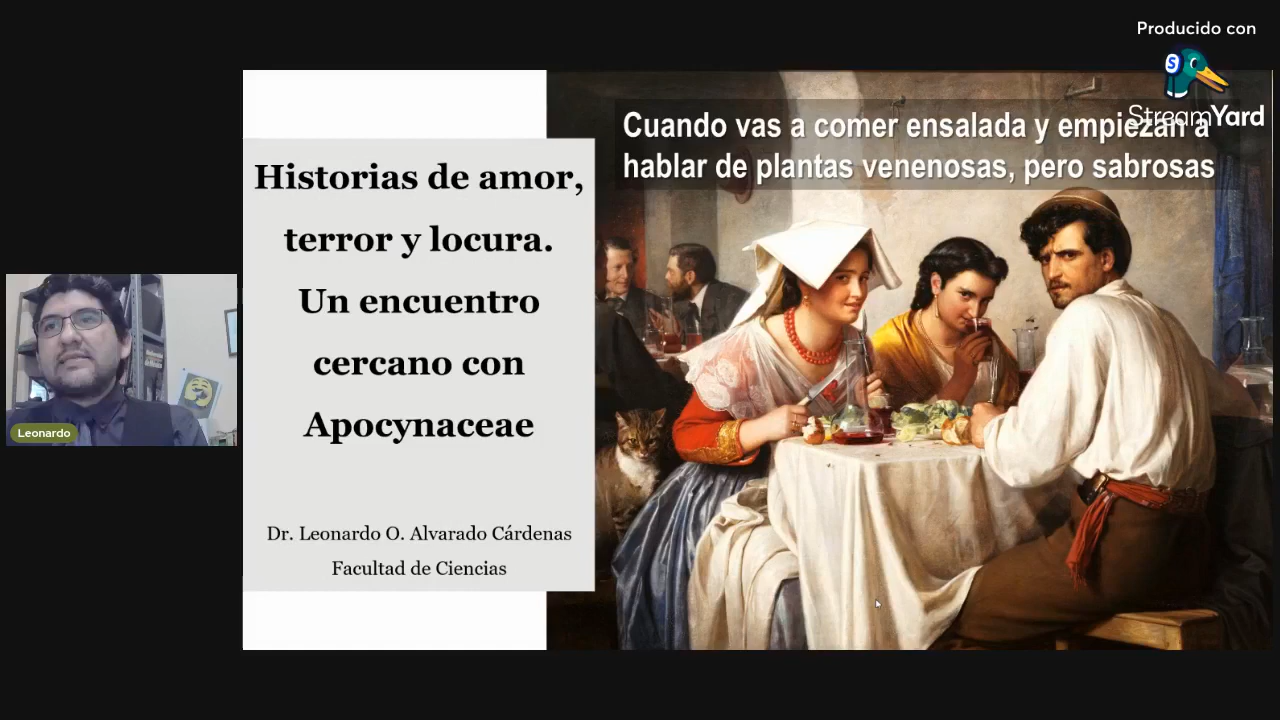 Producido con
StreamYard
Cuando vas a comer ensalada y empiezan a
hablar de plantas venenosas, pero sabrosas
Historias de amor,
terror y locura.
Un encuentro
cercano con
Apocynaceae
Dr. Leonardo O. Alvarado Cárdenas
Facultad de Ciencias
Leonardo